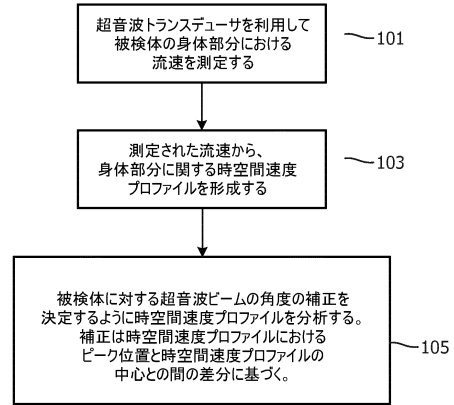 超音波トランスデューサを利用して
被検体の身体部分における
流速を測定する
101
測定された流速から、
身体部分に関する時空間速度
プロファイルを形成する
103
被検体に対する超音波ビームの角度の補正を
決定するように時空間速度プロファイルを分析する。
補正は時空間速度プロファイルにおける
ピーク位置と時空間速度プロファイルの
中心との間の差分に基づく。
105